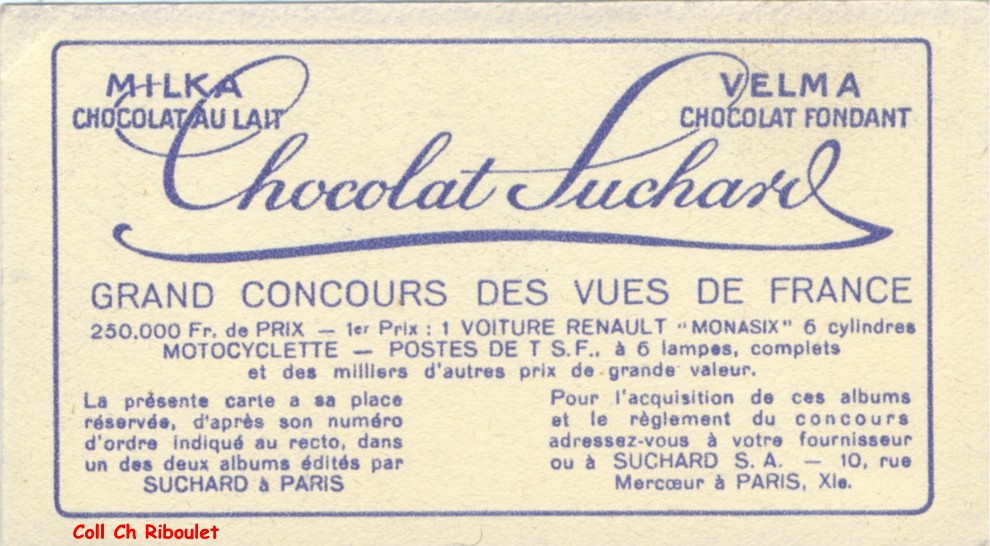 MILKA
CHOCOLAT AU LAIT
VELMA
CHOCOLAT FONDANT
Chocolat Suchard
GRAND CONCOURS DES VUES DE FRANCE
250.000 Fr. de PRIX — 1er Prix : 1 VOITURE RENAULT "MONASIX" 6 cylindres
MOTOCYCLETTE — POSTES DE T S.F., à 6 lampes, complets
et des milliers d'autres prix de grande valeur.
La présente carte a sa place
réservée, d'après son numéro
d'ordre indiqué au recto, dans
un des deux albums édités par
SUCHARD à PARIS
Pour l'acquisition de ces albums
et le règlement du concours
adressez-vous à votre fournisseur
ou à SUCHARD S. A. — 10, rue
Mercœur à PARIS, XIe.
Coll Ch Riboulet